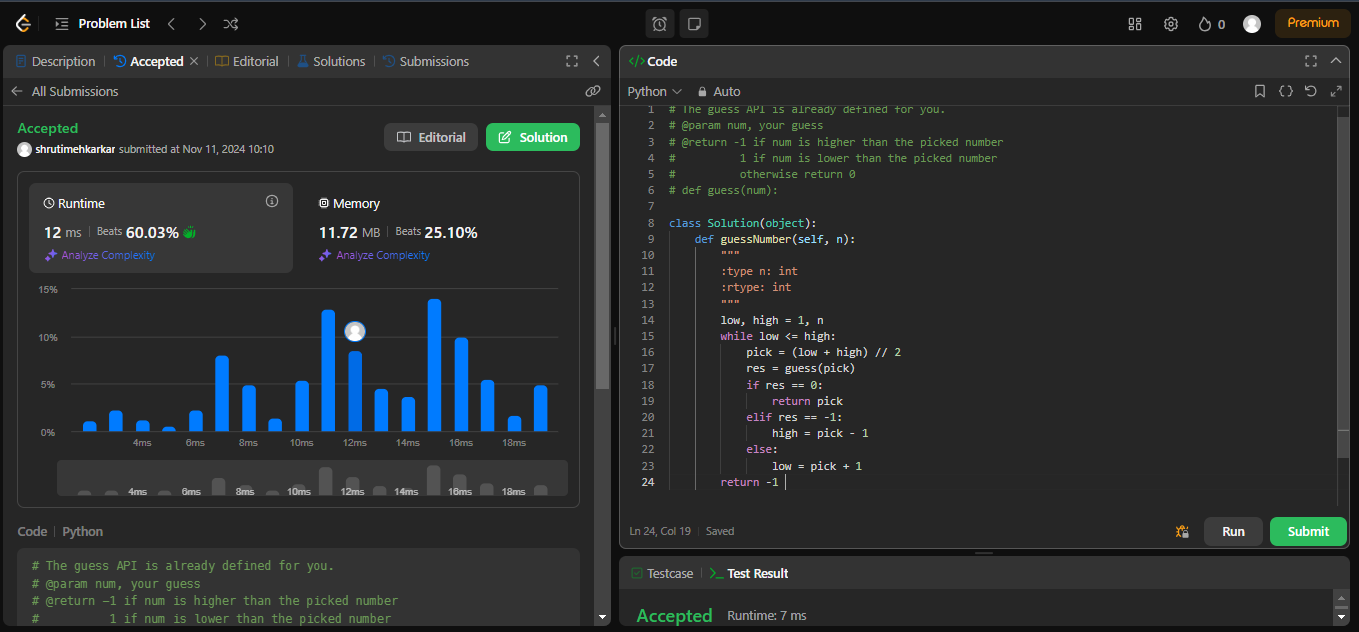 Problem List
0
Premium
Description
Accepted
Editorial
Solutions
Submissions
All Submissions
Accepted
Editorial
Solution
shrutimehkarkar submitted at Nov 11, 2024 10:10
Runtime
12 ms
Beats 60.03%
Analyze Complexity
Memory
11.72 MB
Beats 25.10%
Analyze Complexity
15%
10%
5%
0%
4ms 6ms 8ms 10ms 12ms 14ms 16ms 18ms
4ms 6ms 8ms 10ms 12ms 14ms 16ms 18ms
Code Python
# The guess API is already defined for you.
# @param num, your guess
# @return -1 if num is higher than the picked number
#          1 if num is lower than the picked number
</> Code
Python
Auto
1 # The guess API is already defined for you.
2 # @param num, your guess
3 # @return -1 if num is higher than the picked number
4 #          1 if num is lower than the picked number
5 #          otherwise return 0
6 # def guess(num):
7
8 class Solution(object):
9     def guessNumber(self, n):
10         """
11         :type n: int
12         :rtype: int
13         """
14         low, high = 1, n
15         while low <= high:
16             pick = (low + high) // 2
17             res = guess(pick)
18             if res == 0:
19                 return pick
20             elif res == -1:
21                 high = pick - 1
22             else:
23                 low = pick + 1
24         return -1
Ln 24, Col 19
Saved
Run
Submit
Testcase
>_ Test Result
Accepted
Runtime: 7 ms